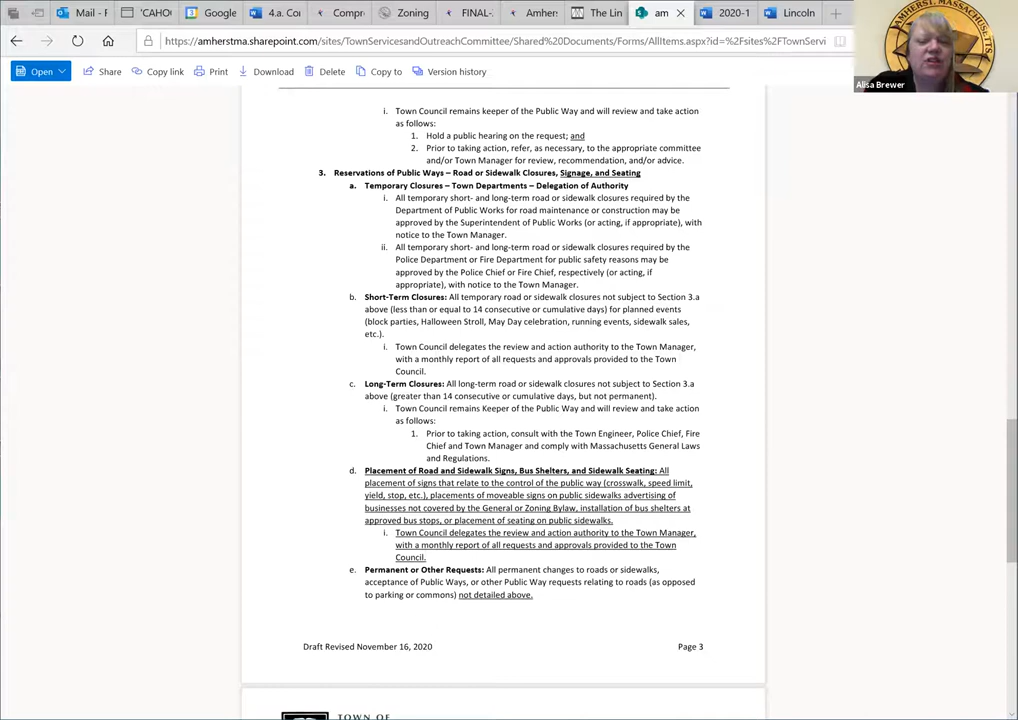 Mail - F
'CAHO
Google
4.a. Cor
Compr
Zoning
FINAL-
Amher
The Lin
am
2020-1
Lincoln
https://amherstma.sharepoint.com/sites/TownServicesandOutreachCommittee/Shared%20Documents/Forms/AllItems.aspx?id=%2Fsites%2FTownServi
Open Share Copy link Print Download Delete Copy to Version history
AMHERST, MASSACHUSETTS
Alisa Brewer
i. Town Council remains keeper of the Public Way and will review and take action
as follows:
1. Hold a public hearing on the request; and
2. Prior to taking action, refer, as necessary, to the appropriate committee
and/or Town Manager for review, recommendation, and/or advice.
3. Reservations of Public Ways – Road or Sidewalk Closures, Signage, and Seating
a. Temporary Closures – Town Departments – Delegation of Authority
i. All temporary short- and long-term road or sidewalk closures required by the
Department of Public Works for road maintenance or construction may be
approved by the Superintendent of Public Works (or acting, if appropriate), with
notice to the Town Manager.
ii. All temporary short- and long-term road or sidewalk closures required by the
Police Department or Fire Department for public safety reasons may be
approved by the Police Chief or Fire Chief, respectively (or acting, if
appropriate), with notice to the Town Manager.
b. Short-Term Closures: All temporary road or sidewalk closures not subject to Section 3.a
above (less than or equal to 14 consecutive or cumulative days) for planned events
(block parties, Halloween Stroll, May Day celebration, running events, sidewalk sales,
etc.).
i. Town Council delegates the review and action authority to the Town Manager,
with a monthly report of all requests and approvals provided to the Town
Council.
c. Long-Term Closures: All long-term road or sidewalk closures not subject to Section 3.a
above (greater than 14 consecutive or cumulative days, but not permanent).
i. Town Council remains Keeper of the Public Way and will review and take action
as follows:
1. Prior to taking action, consult with the Town Engineer, Police Chief, Fire
Chief and Town Manager and comply with Massachusetts General Laws
and Regulations.
d. Placement of Road and Sidewalk Signs, Bus Shelters, and Sidewalk Seating: All
placement of signs that relate to the control of the public way (crosswalk, speed limit,
yield, stop, etc.), placements of moveable signs on public sidewalks advertising of
businesses not covered by the General or Zoning Bylaw, installation of bus shelters at
approved bus stops, or placement of seating on public sidewalks.
i. Town Council delegates the review and action authority to the Town Manager,
with a monthly report of all requests and approvals provided to the Town
Council.
e. Permanent or Other Requests: All permanent changes to roads or sidewalks,
acceptance of Public Ways, or other Public Way requests relating to roads (as opposed
to parking or commons) not detailed above.
Draft Revised November 16, 2020
Page 3
TOWN OF